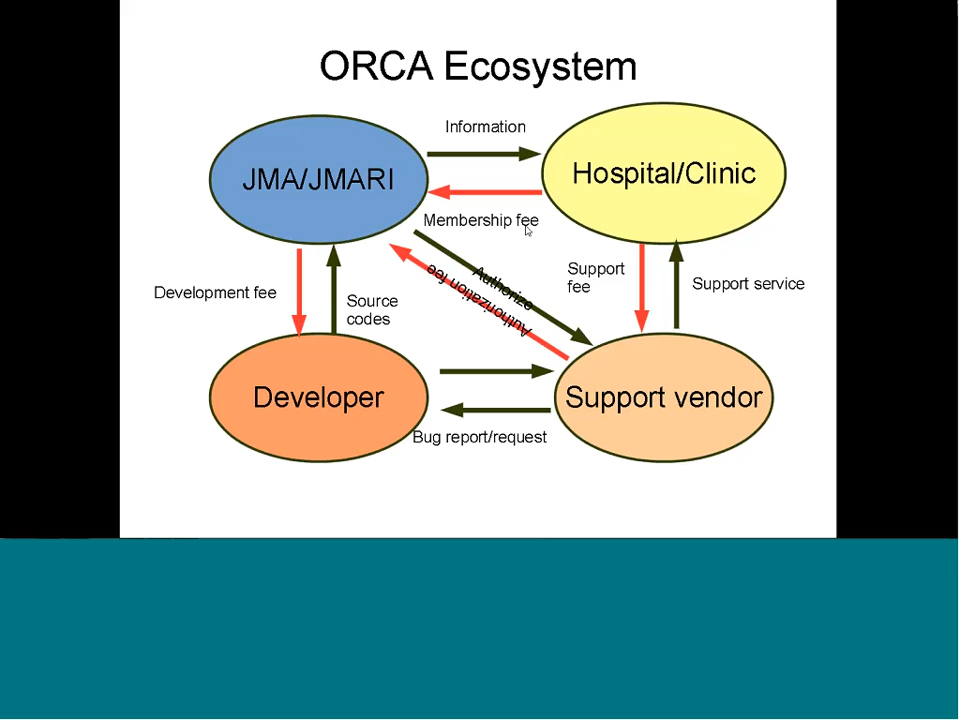 ORCA Ecosystem
Information
JMA/JMARI
Hospital/Clinic
Membership fee
Authorize
Authorization fee
Support
fee
Support service
Development fee
Source
codes
Developer
Support vendor
Bug report/request